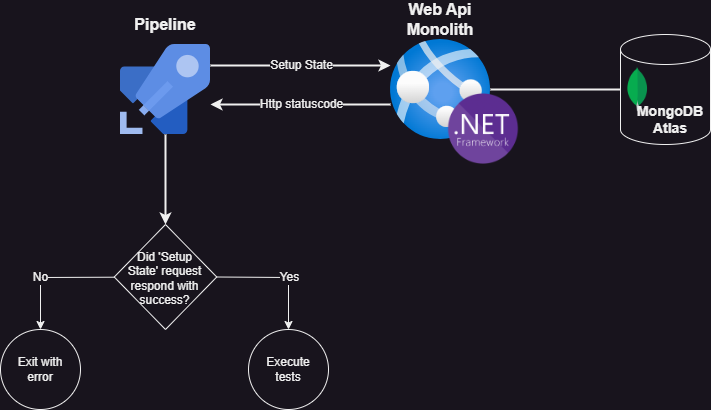 Pipeline
Web Api
Monolith
Setup State
Http statuscode
.NET
Framework
MongoDB
Atlas
Did 'Setup
State' request
respond with
success?
No
Yes
Exit with
error
Execute
tests